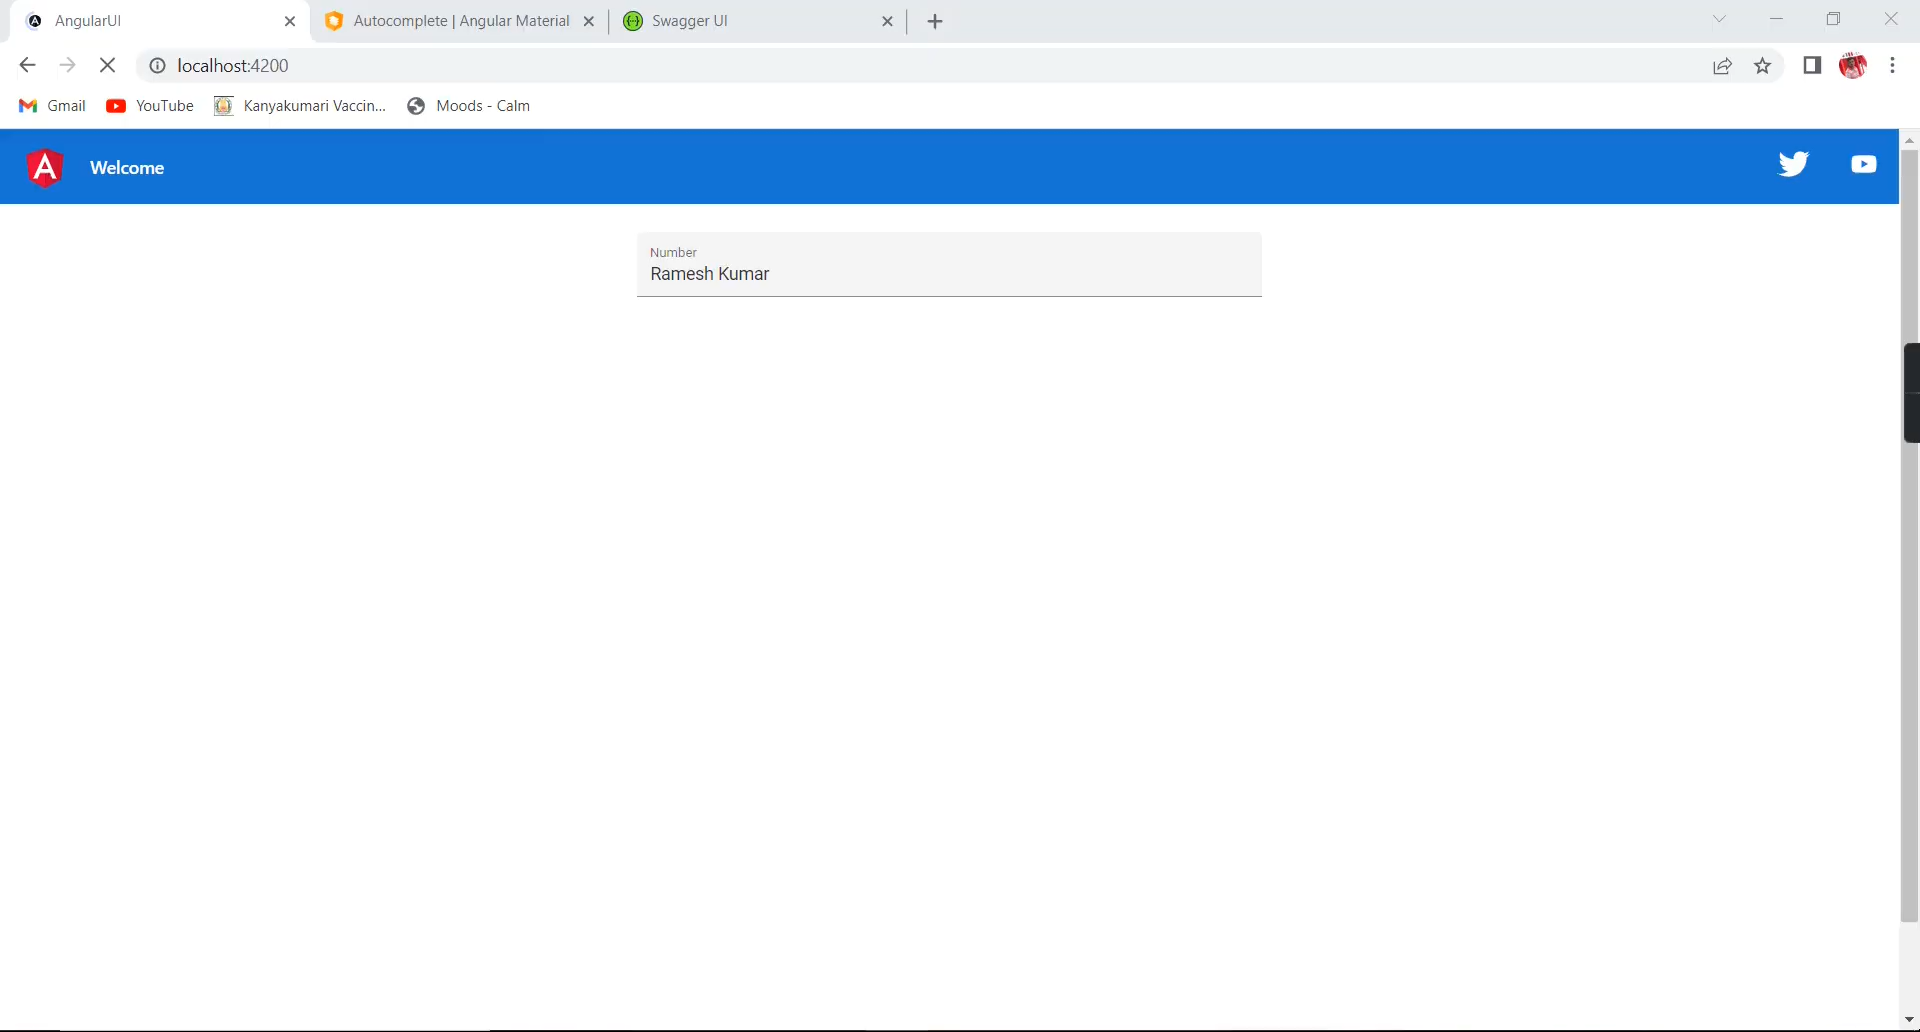 AngularUI
Autocomplete | Angular Material
Swagger UI
localhost:4200
Gmail
YouTube
Kanyakumari Vaccin...
Moods - Calm
A
Welcome
Number
Ramesh Kumar